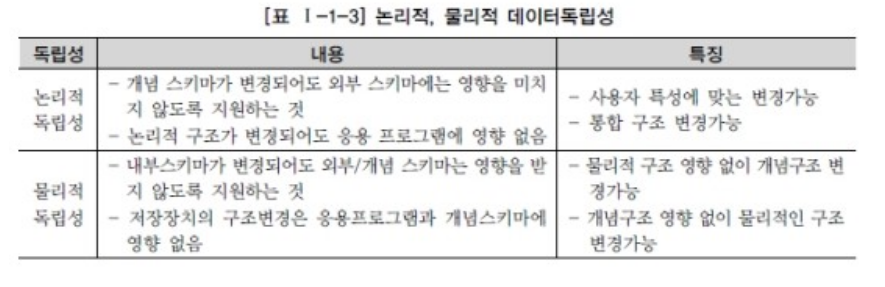 [표 Ⅰ-1-3] 논리적, 물리적 데이터독립성
독립성 내용 특징
논리적 독립성
- 개념 스키마가 변경되어도 외부 스키마에는 영향을 미치
지 않도록 지원하는 것
- 논리적 구조가 변경되어도 응용 프로그램에 영향 없음
- 사용자 특성에 맞는 변경가능
- 통합 구조 변경가능
물리적 독립성
- 내부스키마가 변경되어도 외부/개념 스키마는 영향을 받
지 않도록 지원하는 것
- 저장장치의 구조변경은 응용프로그램과 개념스키마에
영향 없음
- 물리적 구조 영향 없이 개념구조 변
경가능
- 개념구조 영향 없이 물리적인 구조
변경가능